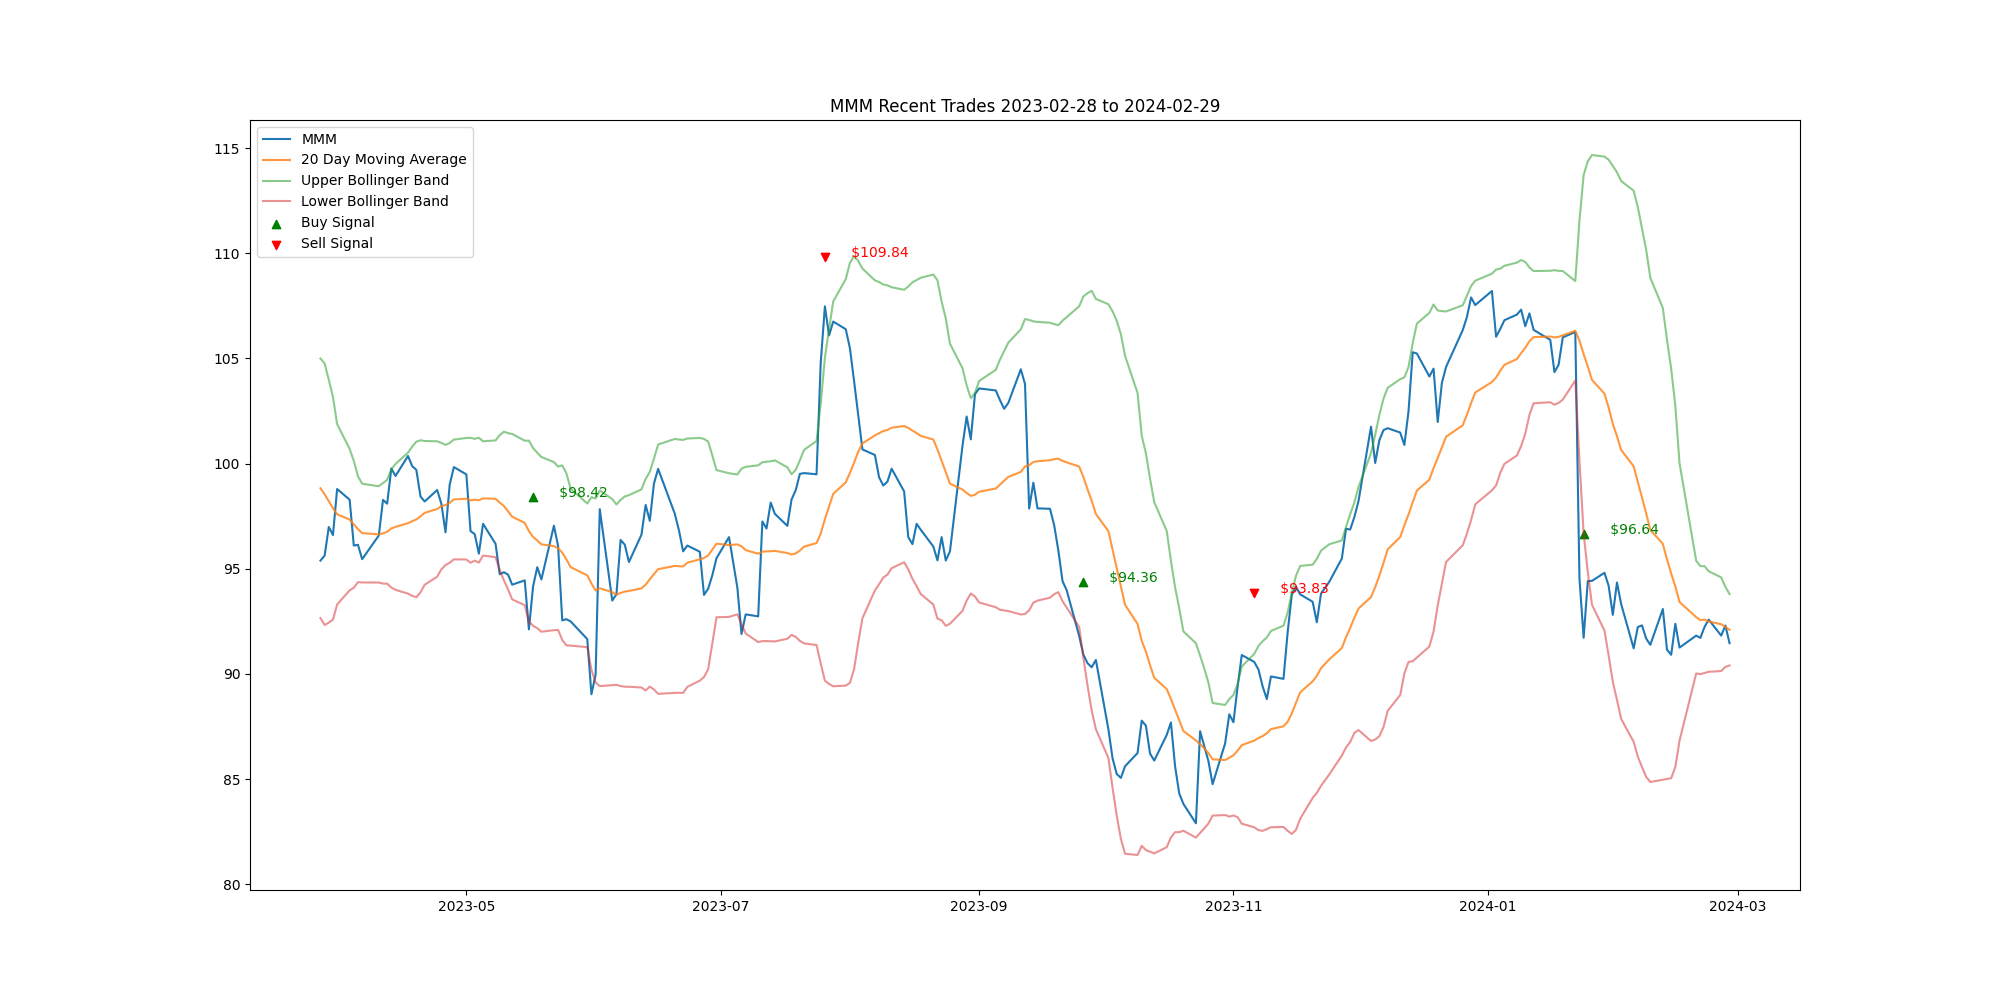 MMM Recent Trades 2023-02-28 to 2024-02-29
MMM
20 Day Moving Average
Upper Bollinger Band
Lower Bollinger Band
Buy Signal
Sell Signal
115
110
105
100
95
90
85
80
$109.84
$98.42
$96.64
$94.36
$93.83
2023-05
2023-07
2023-09
2023-11
2024-01
2024-03